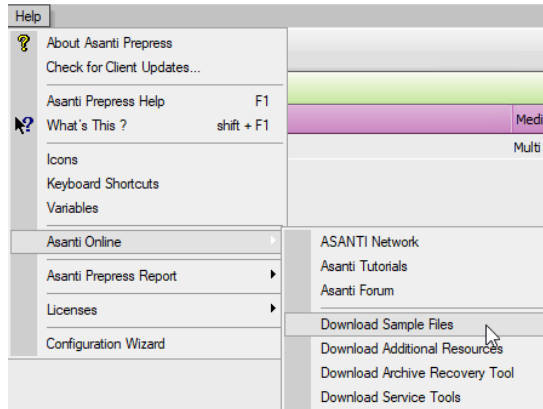 Help
About Asanti Prepress
Check for Client Updates...
Asanti Prepress Help F1
What's This ? shift + F1
Icons
Keyboard Shortcuts
Variables
Asanti Online
Asanti Prepress Report
Licenses
Configuration Wizard
Medi
Multi
ASANTI Network
Asanti Tutorials
Asanti Forum
Download Sample Files
Download Additional Resources
Download Archive Recovery Tool
Download Service Tools